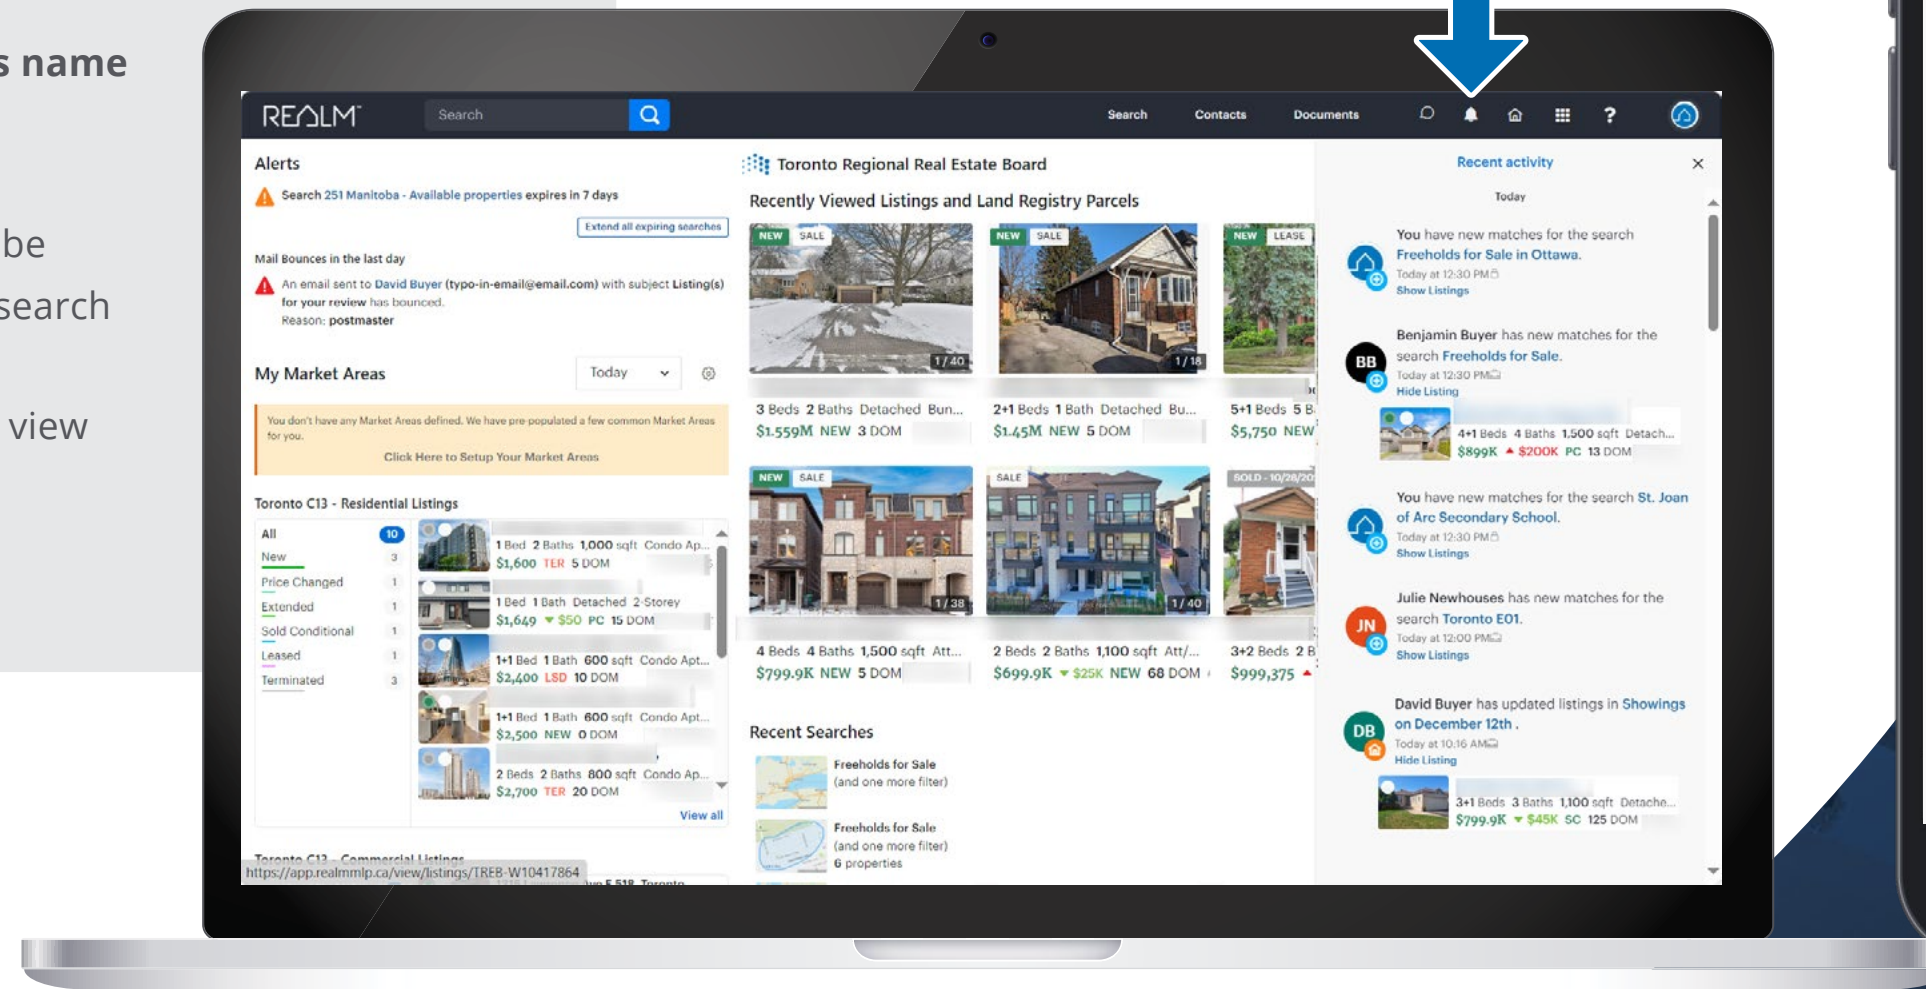 s name
be
search
view
REALM™
Search
Search
Contacts
Documents
?
Alerts
Search 251 Manitoba - Available properties expires in 7 days
Extend all expiring searches
Mail Bounces in the last day
An email sent to David Buyer (typo-in-email@email.com) with subject Listing(s)
for your review has bounced.
Reason: postmaster
My Market Areas
Today
You don't have any Market Areas defined. We have pre-populated a few common Market Areas
for you.
Click Here to Setup Your Market Areas
Toronto C13 - Residential Listings
All 10
New 3
Price Changed 1
Extended 1
Sold Conditional 1
Leased 1
Terminated 3
1 Bed 2 Baths 1,000 sqft Condo Ap...
$1,600 TER 5 DOM
1 Bed 1 Bath Detached 2-Storey
$1,649 ▼ $50 PC 15 DOM
1+1 Bed 1 Bath 600 sqft Condo Apt...
$2,400 LSD 10 DOM
1+1 Bed 1 Bath 600 sqft Condo Apt...
$2,500 NEW 0 DOM
2 Beds 2 Baths 800 sqft Condo Ap...
$2,700 TER 20 DOM
View all
Toronto C13 - Commercial Listings
https://app.realmmlp.ca/view/listings/TREB-W10417864
Toronto Regional Real Estate Board
Recently Viewed Listings and Land Registry Parcels
NEW SALE
1 / 40
3 Beds 2 Baths Detached Bun...
$1.559M NEW 3 DOM
NEW SALE
1 / 18
2+1 Beds 1 Bath Detached Bu...
$1.45M NEW 5 DOM
NEW LEASE
5+1 Beds 5 B
$5,750 NEW
NEW SALE
1 / 38
4 Beds 4 Baths 1,500 sqft Att...
$799.9K NEW 5 DOM
SALE
1 / 40
2 Beds 2 Baths 1,100 sqft Att/...
$699.9K ▼ $25K NEW 68 DOM
SOLD - 10/28/20
3+2 Beds 2 B
$999,375 ▲
Recent Searches
Freeholds for Sale
(and one more filter)
Freeholds for Sale
(and one more filter)
6 properties
Recent activity
Today
You have new matches for the search
Freeholds for Sale in Ottawa.
Today at 12:30 PM
Show Listings
BB
Benjamin Buyer has new matches for the
search Freeholds for Sale.
Today at 12:30 PM
Hide Listing
4+1 Beds 4 Baths 1,500 sqft Detach...
$899K ▲ $200K PC 13 DOM
You have new matches for the search St. Joan
of Arc Secondary School.
Today at 12:30 PM
Show Listings
JN
Julie Newhouses has new matches for the
search Toronto E01.
Today at 12:00 PM
Show Listings
DB
David Buyer has updated listings in Showings
on December 12th .
Today at 10:16 AM
Hide Listing
3+1 Beds 3 Baths 1,100 sqft Detache...
$799.9K ▼ $45K SC 125 DOM